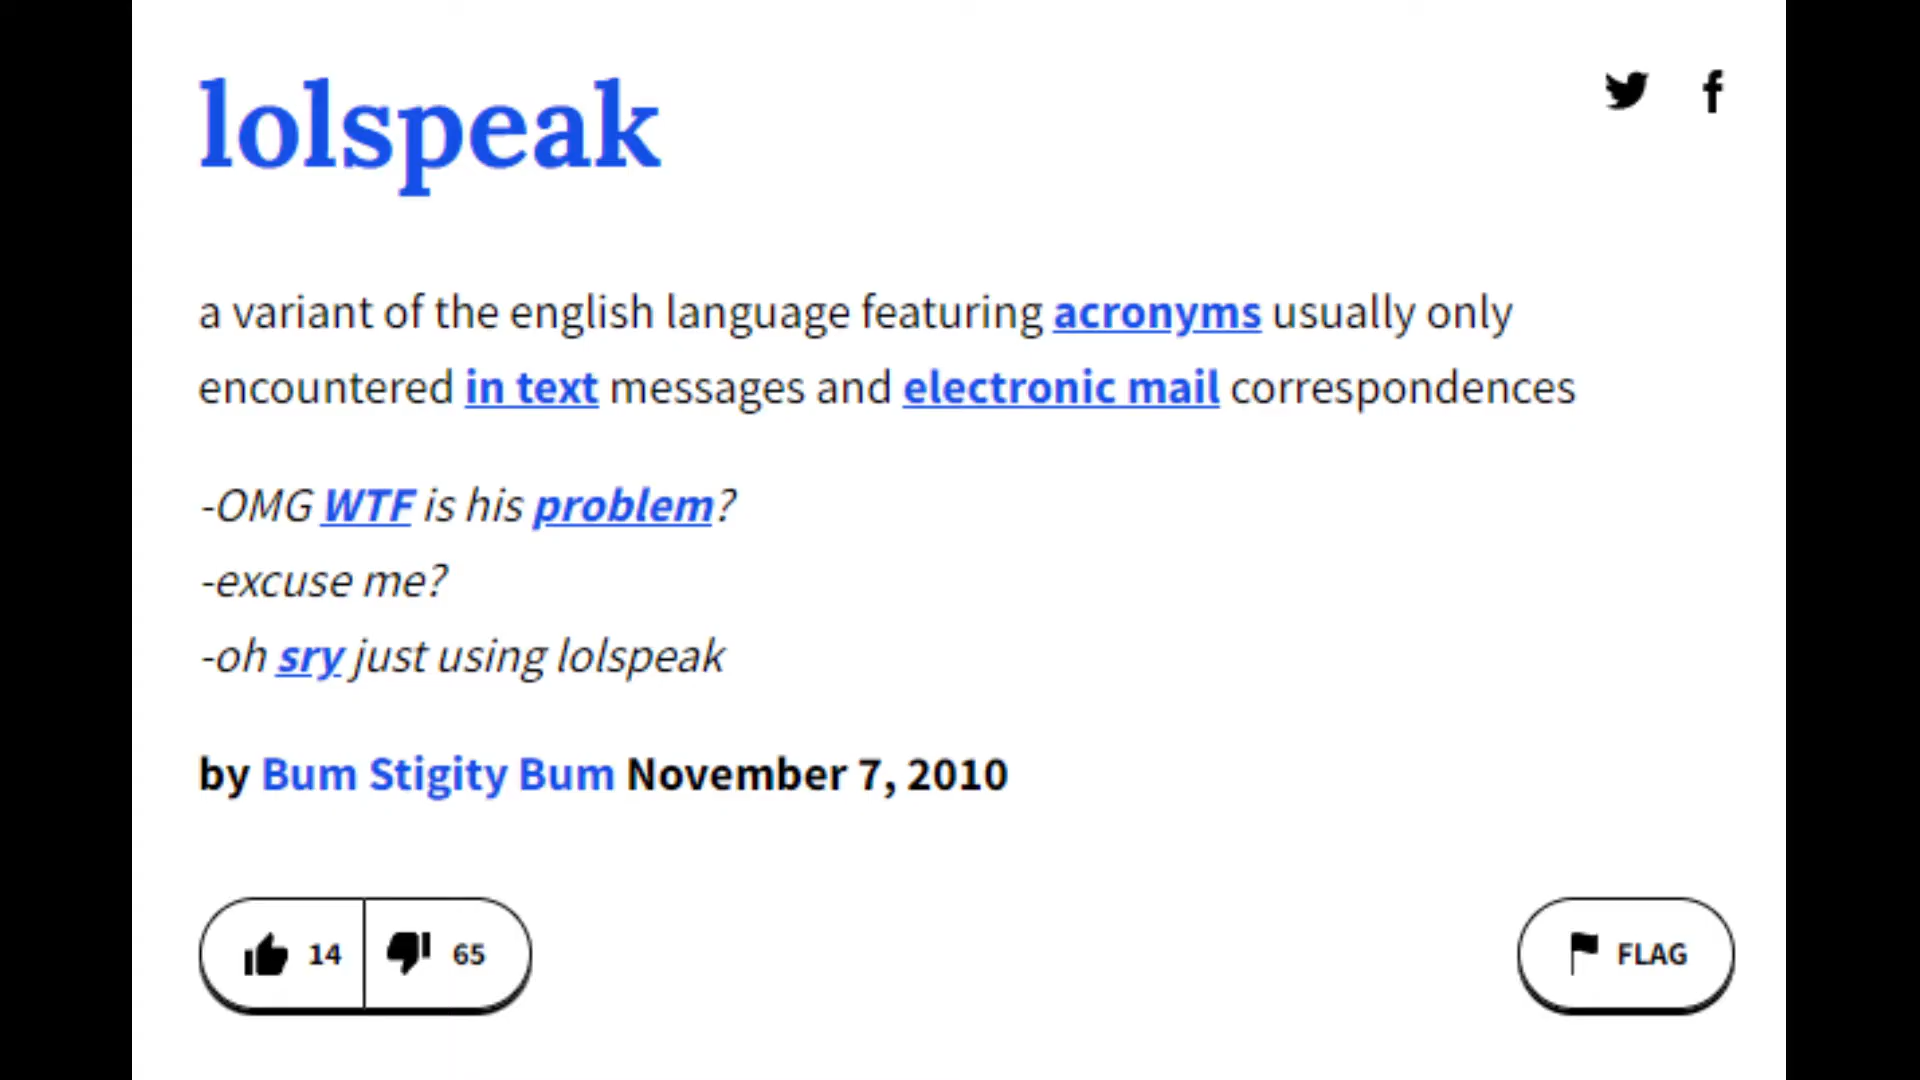 lolspeak
a variant of the english language featuring acronyms usually only
encountered in text messages and electronic mail correspondences
-OMG WTF is his problem?
-excuse me?
-oh sry just using lolspeak
by Bum Stigity Bum November 7, 2010
14 65 FLAG